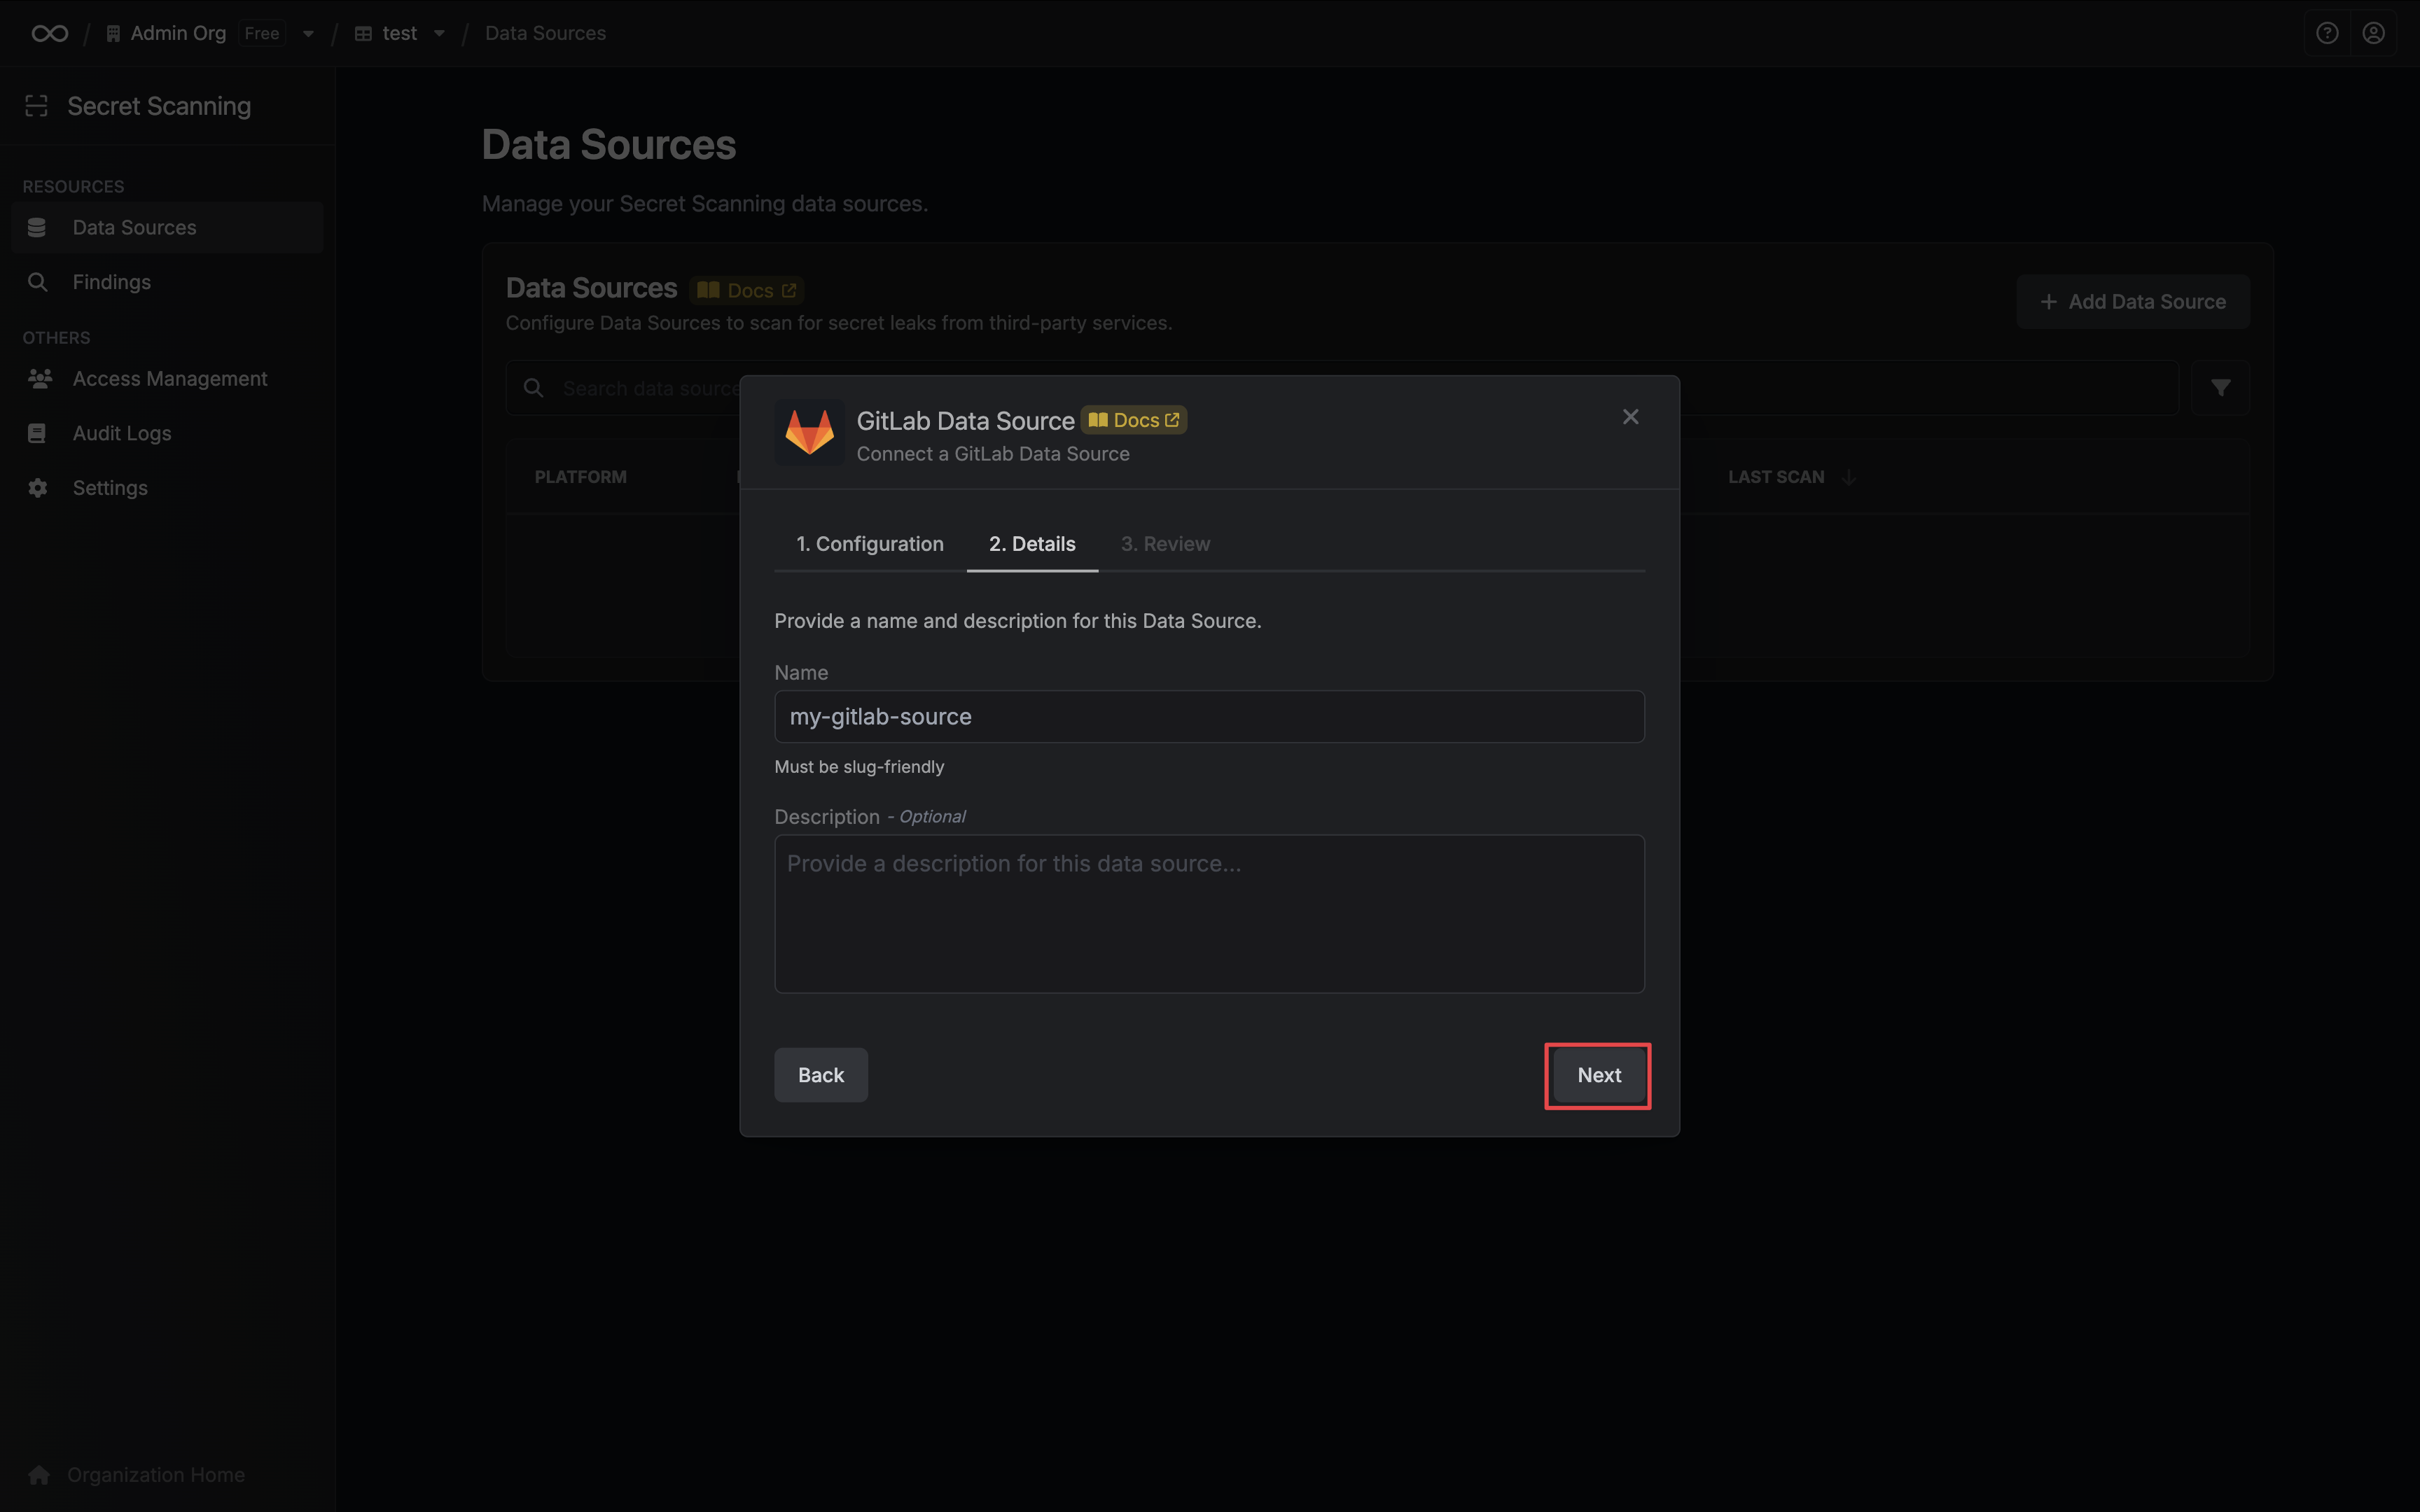 Admin Org Free test Data Sources
Secret Scanning
RESOURCES
Data Sources
Findings
OTHERS
Access Management
Audit Logs
Settings
Organization Home
Data Sources
Manage your Secret Scanning data sources.
Data Sources Docs
Configure Data Sources to scan for secret leaks from third-party services.
+ Add Data Source
Search data source
PLATFORM
LAST SCAN
GitLab Data Source Docs
Connect a GitLab Data Source
1. Configuration 2. Details 3. Review
Provide a name and description for this Data Source.
Name
my-gitlab-source
Must be slug-friendly
Description - Optional
Provide a description for this data source...
Back Next